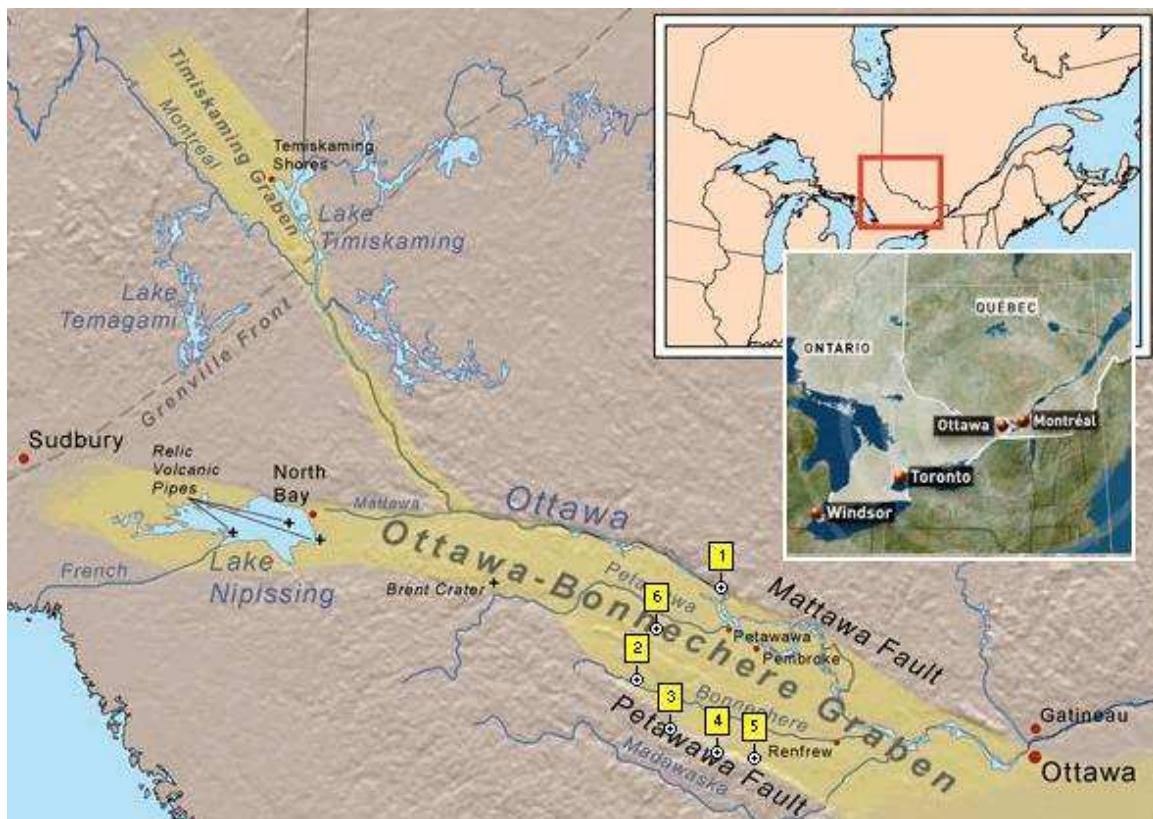 Timiskaming Graben
Montreal
Temiskaming
Shores
Lake
Timiskaming
Lake
Temagami
Grenville Front
Sudbury
Relic
Volcanic
Pipes
North
Bay
Mattawa
Ottawa
French
Lake
Nipissing
Brent Crater
Ottawa-Bonnechere Graben
Mattawa Fault
Petawawa
1
6
2
3
4
5
Petawawa
Pembroke
Bonnechere
Petawawa Fault
Renfrew
Madawaska
Gatineau
Ottawa
QUÉBEC
ONTARIO
Ottawa
Montréal
Toronto
Windsor